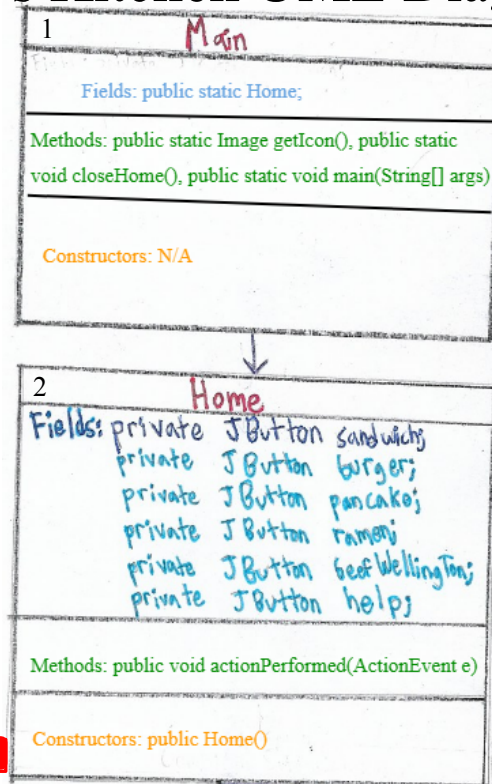 1
Main
Fields: public static Home;
Methods: public static Image getIcon(), public static
void closeHome(), public static void main(String[] args)
Constructors: N/A
2
Home
Fields: private JButton sandwich;
private JButton burger;
private JButton pancake;
private JButton ramen;
private JButton beefWellington;
private JButton help;
Methods: public void actionPerformed(ActionEvent e)
Constructors: public Home()